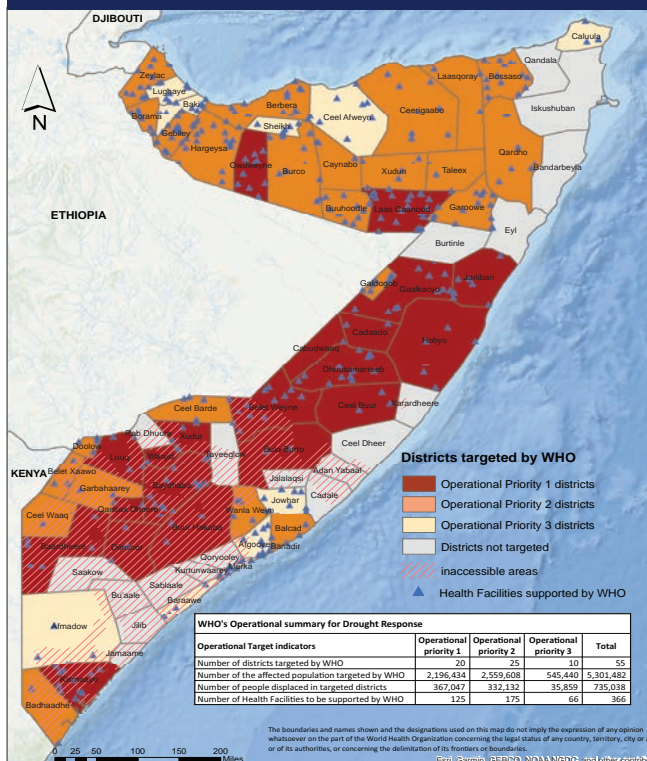 DJIBOUTI
Caluula
Qandala
Zeylac
Laasqoray
Bossaso
Lughaye
Baki
Berbera
Iskushuban
Borama
Sheikh
Ceel Afweyn
Ceerigaabo
Gebiley
N
Hargeysa
Qardho
Owdweyne
Burco
Caynabo
Xudun
Taleex
Bandarbeyla
Buuhoodle
Laas Caanood
Garoowe
ETHIOPIA
Eyl
Burtinle
Galdogob
Jariiban
Gaalkacyo
Cadaado
Hobyo
Cabudwaaq
Dhuusamarreeb
Xarardheere
Ceel Barde
Belet Weyne
Ceel Buur
Rab Dhuure
Xudur
Ceel Dheer
Doolow
Luuq
Waajid
Tayeeglow
Bulo Burto
Adan Yabaal
KENYA
Belet Xaawo
Jalalaqsi
Garbahaarey
Baydhaba
Cadale
Jowhar
Ceel Waaq
Qansax Dheere
Wanla Weyn
Buur Hakaba
Balcad
Baardheere
Diinsoor
Afgooye
Banadir
Qoryooley
Marka
Saakow
Kurtunwaarey
Bu'aale
Sablaale
Baraawe
Afmadow
Jilib
Jamaame
Kismaayo
Badhaadhe
Districts targeted by WHO
Operational Priority 1 districts
Operational Priority 2 districts
Operational Priority 3 districts
Districts not targeted
inaccessible areas
Health Facilities supported by WHO
WHO's Operational summary for Drought Response
Operational Target indicators Operational priority 1 Operational priority 2 Operational priority 3 Total
Number of districts targeted by WHO 20 25 10 55
Number of the affected population targeted by WHO 2,196,434 2,559,608 545,440 5,301,482
Number of people displaced in targeted districts 367,047 332,132 35,859 735,038
Number of Health Facilities to be supported by WHO 125 175 66 366
The boundaries and names shown and the designations used on this map do not imply the expression of any opinion
whatsoever on the part of the World Health Organization concerning the legal status of any country, territory, city or
or of its authorities, or concerning the delimitation of its frontiers or boundaries.
0 25 50 100 150 200
Miles
Esri, Garmin, GEBCO, NOAA NGDC, and other